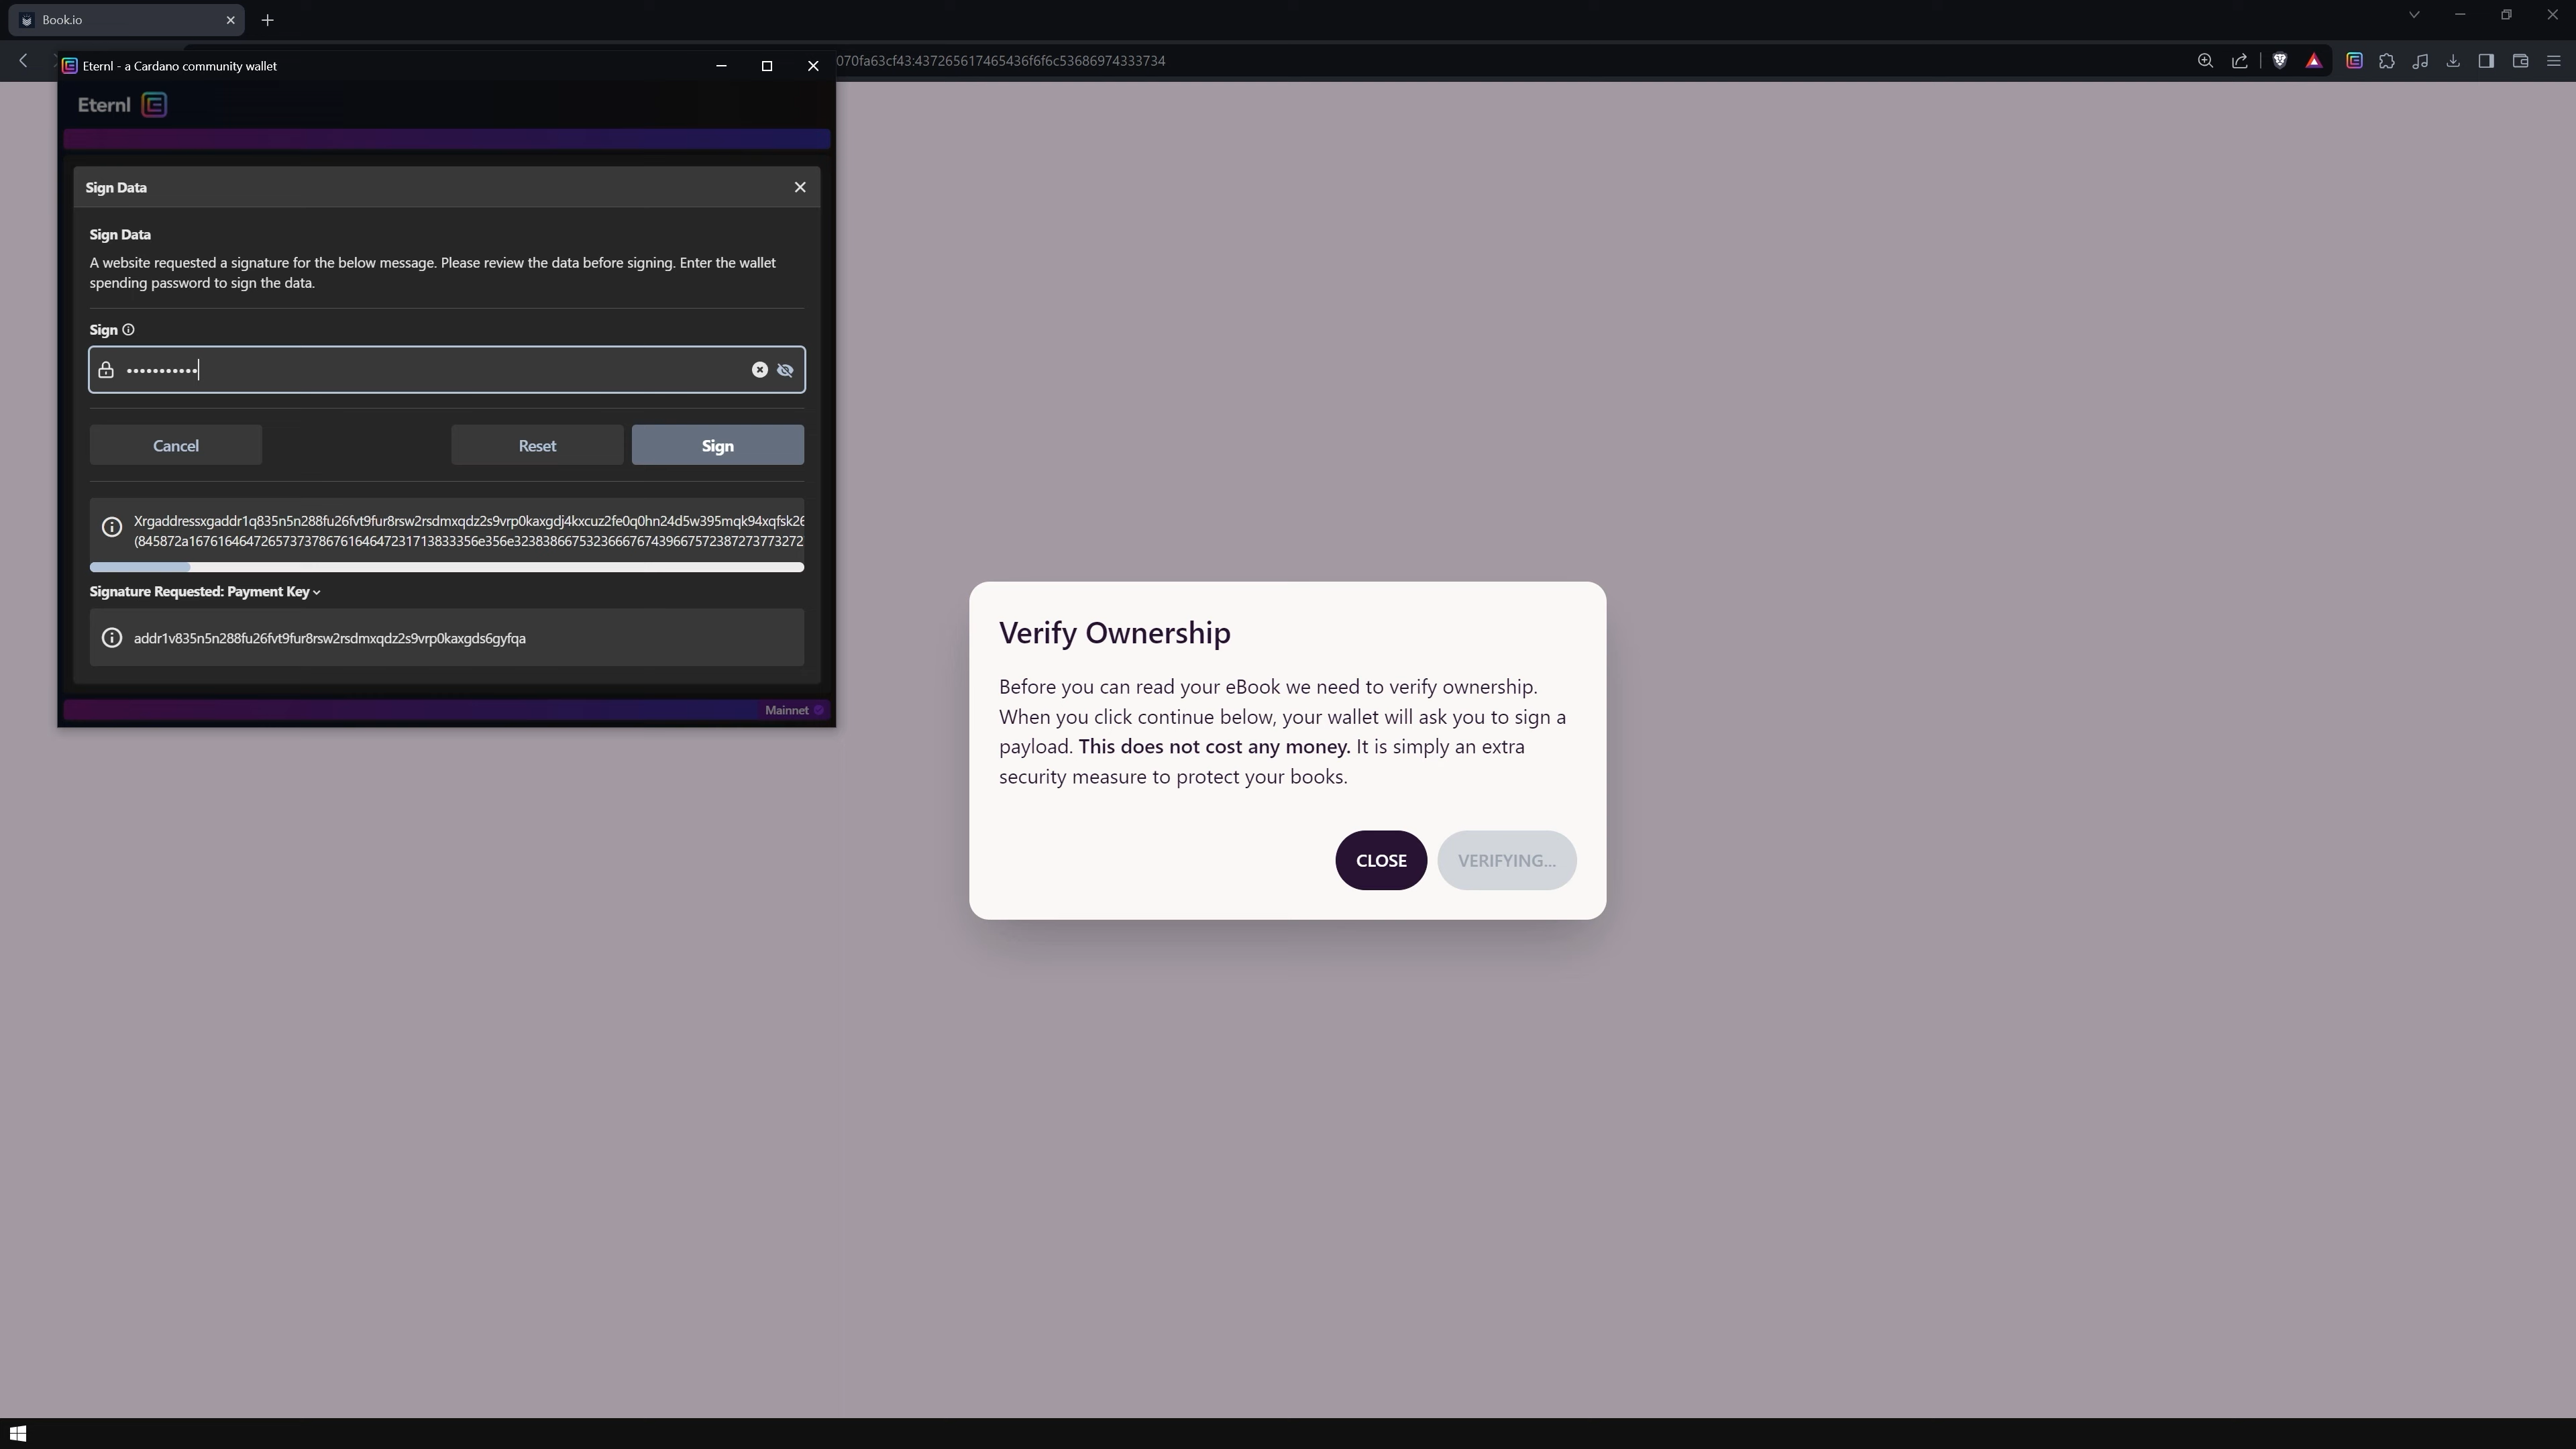 Book.io
Eternl - a Cardano community wallet
070fa63cf43:437265617465436f6f6c53686974333734
Eternl
Sign Data
Sign Data
A website requested a signature for the below message. Please review the data before signing. Enter the wallet
spending password to sign the data.
Sign
Cancel
Reset
Sign
Xrgaddressxgaddr1q835n5n288fu26fvt9fur8rsw2rsdmxqdz2s9vrp0kaxgdj4kxcuz2fe0q0hn24d5w395mqk94xqfsk26
(845872a16761646472657373786761646472317138333​56e356e3238386675323666767439667572387273773272
Signature Requested: Payment Key
addr1v835n5n288fu26fvt9fur8rsw2rsdmxqdz2s9vrp0kaxgds6gyfqa
Mainnet
Verify Ownership
Before you can read your eBook we need to verify ownership.
When you click continue below, your wallet will ask you to sign a
payload. This does not cost any money. It is simply an extra
security measure to protect your books.
CLOSE
VERIFYING...